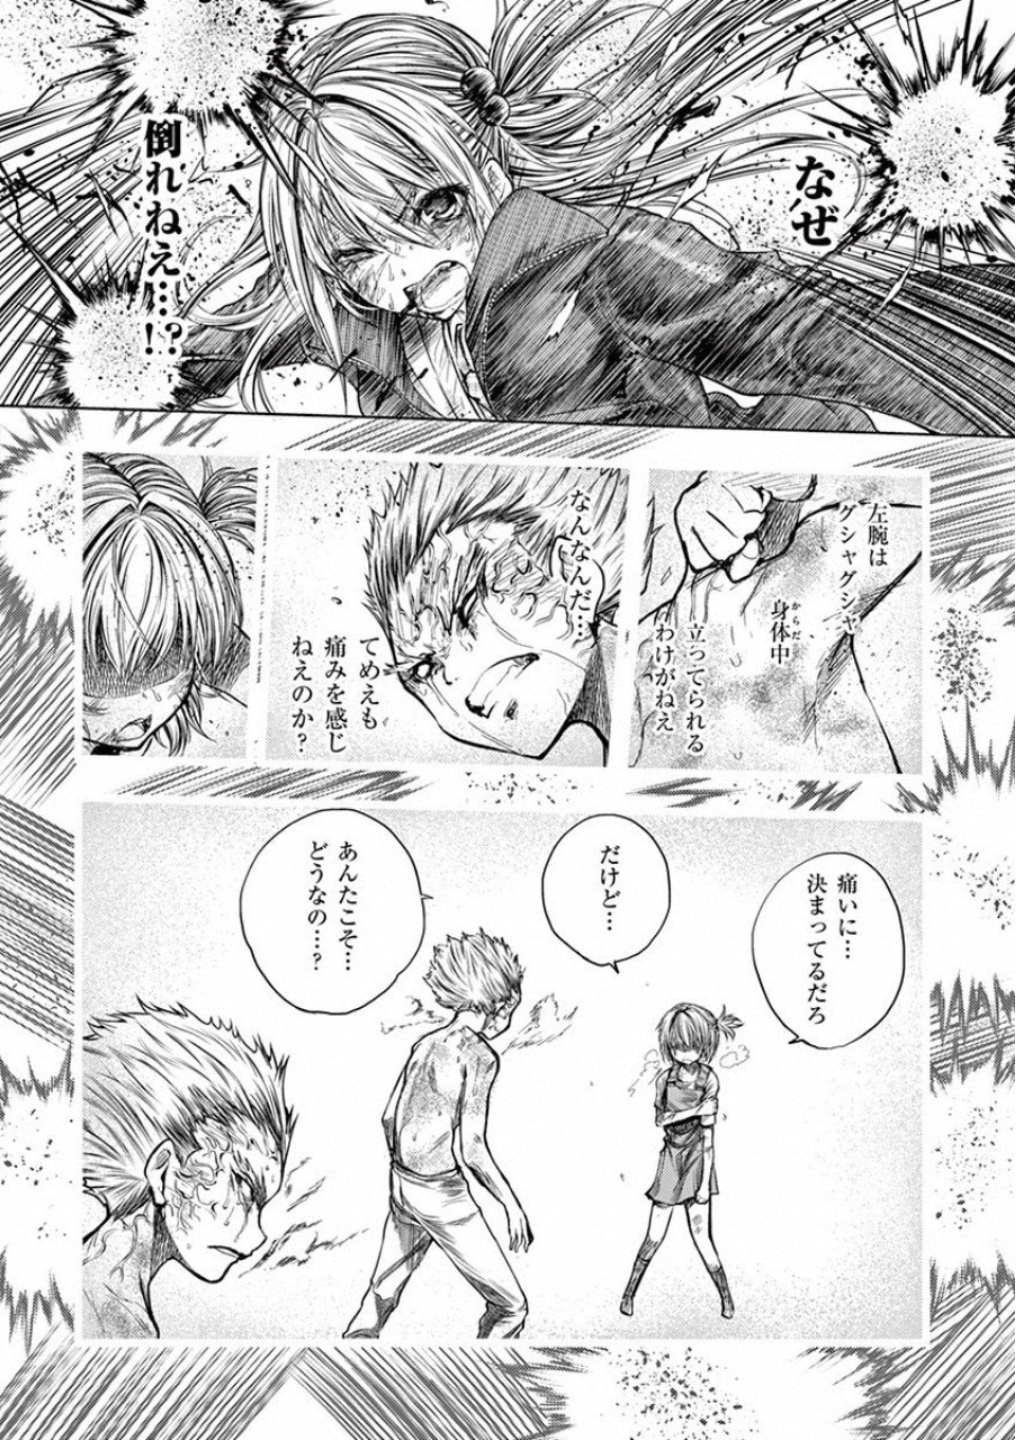 なぜ
倒れねえ……!?
左腕は
グシャグシャ
身体中
からだ
立ってられる
わけがねえ
なんなんだ…
てめえも
痛みを感じ
ねえのか?
痛いに…
決まってるだろ
だけど…
あんたこそ…
どうなの…?